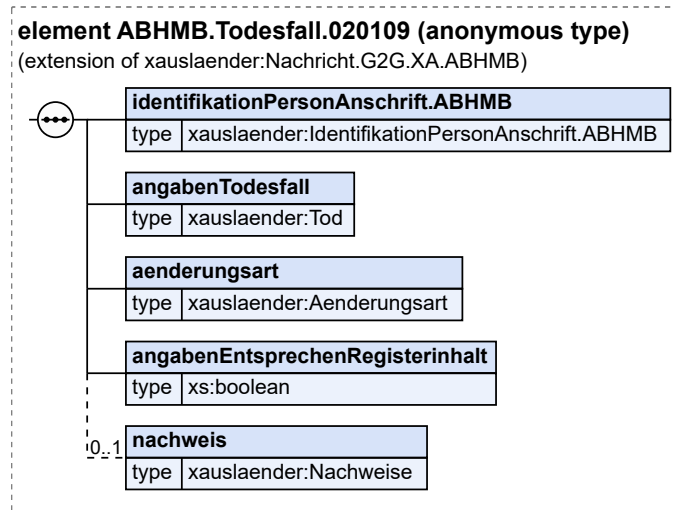 element ABHMB.Todesfall.020109 (anonymous type)
(extension of xauslaender:Nachricht.G2G.XA.ABHMB)
identifikationPersonAnschrift.ABHMB
type xauslaender:IdentifikationPersonAnschrift.ABHMB
angabenTodesfall
type xauslaender:Tod
aenderungsart
type xauslaender:Aenderungsart
angabenEntsprechenRegisterinhalt
type xs:boolean
0..1 nachweis
type xauslaender:Nachweise